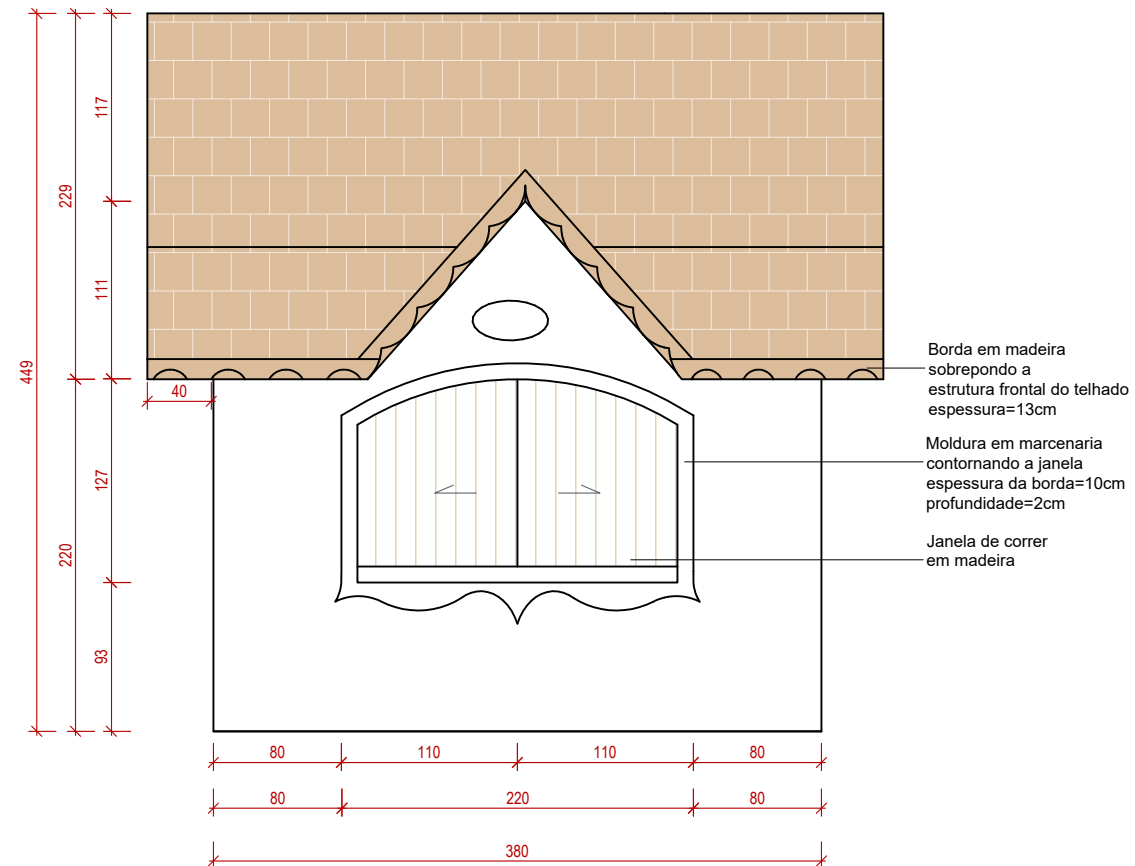 117
229
111
449
40
127
220
93
Borda em madeira
sobrepondo a
estrutura frontal do telhado
espessura=13cm
Moldura em marcenaria
contornando a janela
espessura da borda=10cm
profundidade=2cm
Janela de correr
em madeira
80 110 110 80
80 220 80
380